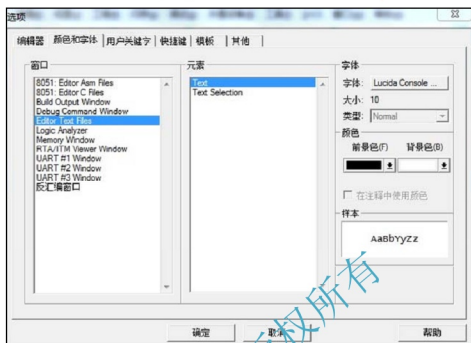 选项
编辑器 颜色和字体 用户关键字 快捷键 模板 其他
窗口
8051: Editor Asm Files
8051: Editor C Files
Build Output Window
Debug Command Window
Editor Text Files
Logic Analyzer
Memory Window
RTA/ITM Viewer Window
UART #1 Window
UART #2 Window
UART #3 Window
反汇编窗口
元素
Text
Text Selection
字体
字体: Lucida Console ...
大小: 10
类型: Normal
颜色
前景色(F) 背景色(B)
在注释中使用颜色
样本
AaBbYyZz
确定 取消 帮助
版权所有